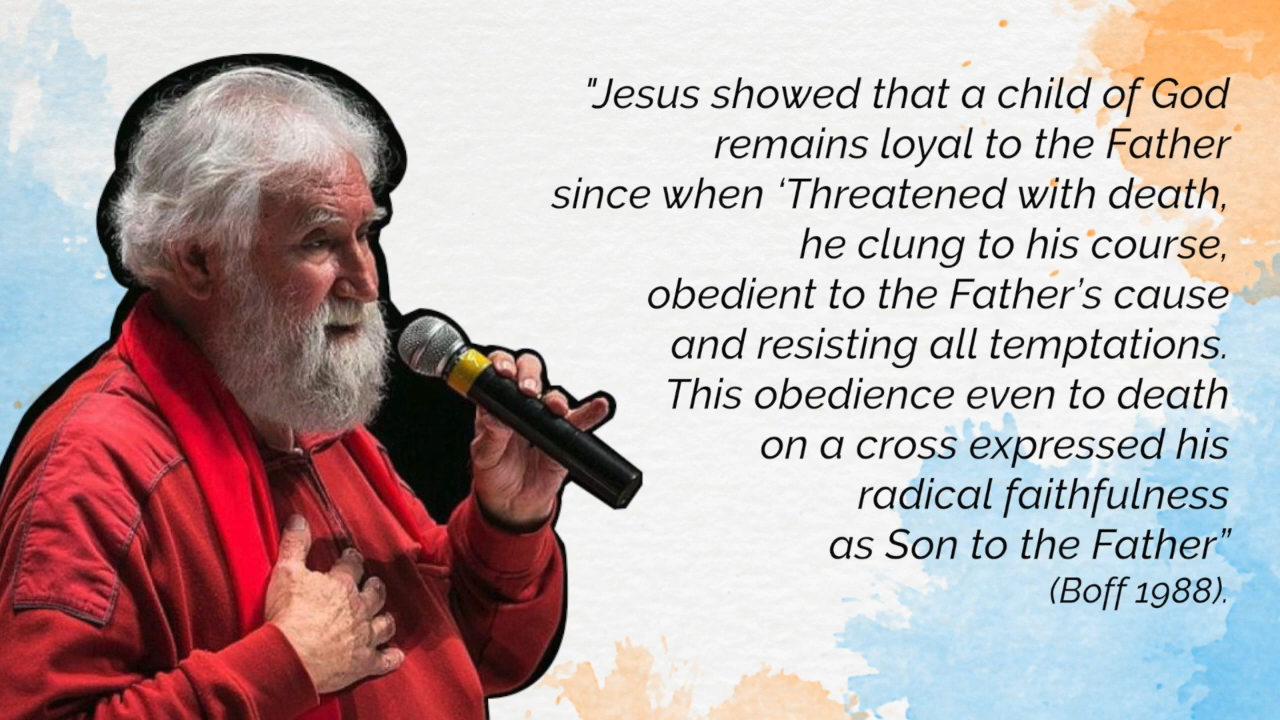 "Jesus showed that a child of God
remains loyal to the Father
since when ‘Threatened with death,
he clung to his course,
obedient to the Father’s cause
and resisting all temptations.
This obedience even to death
on a cross expressed his
radical faithfulness
as Son to the Father”
(Boff 1988).